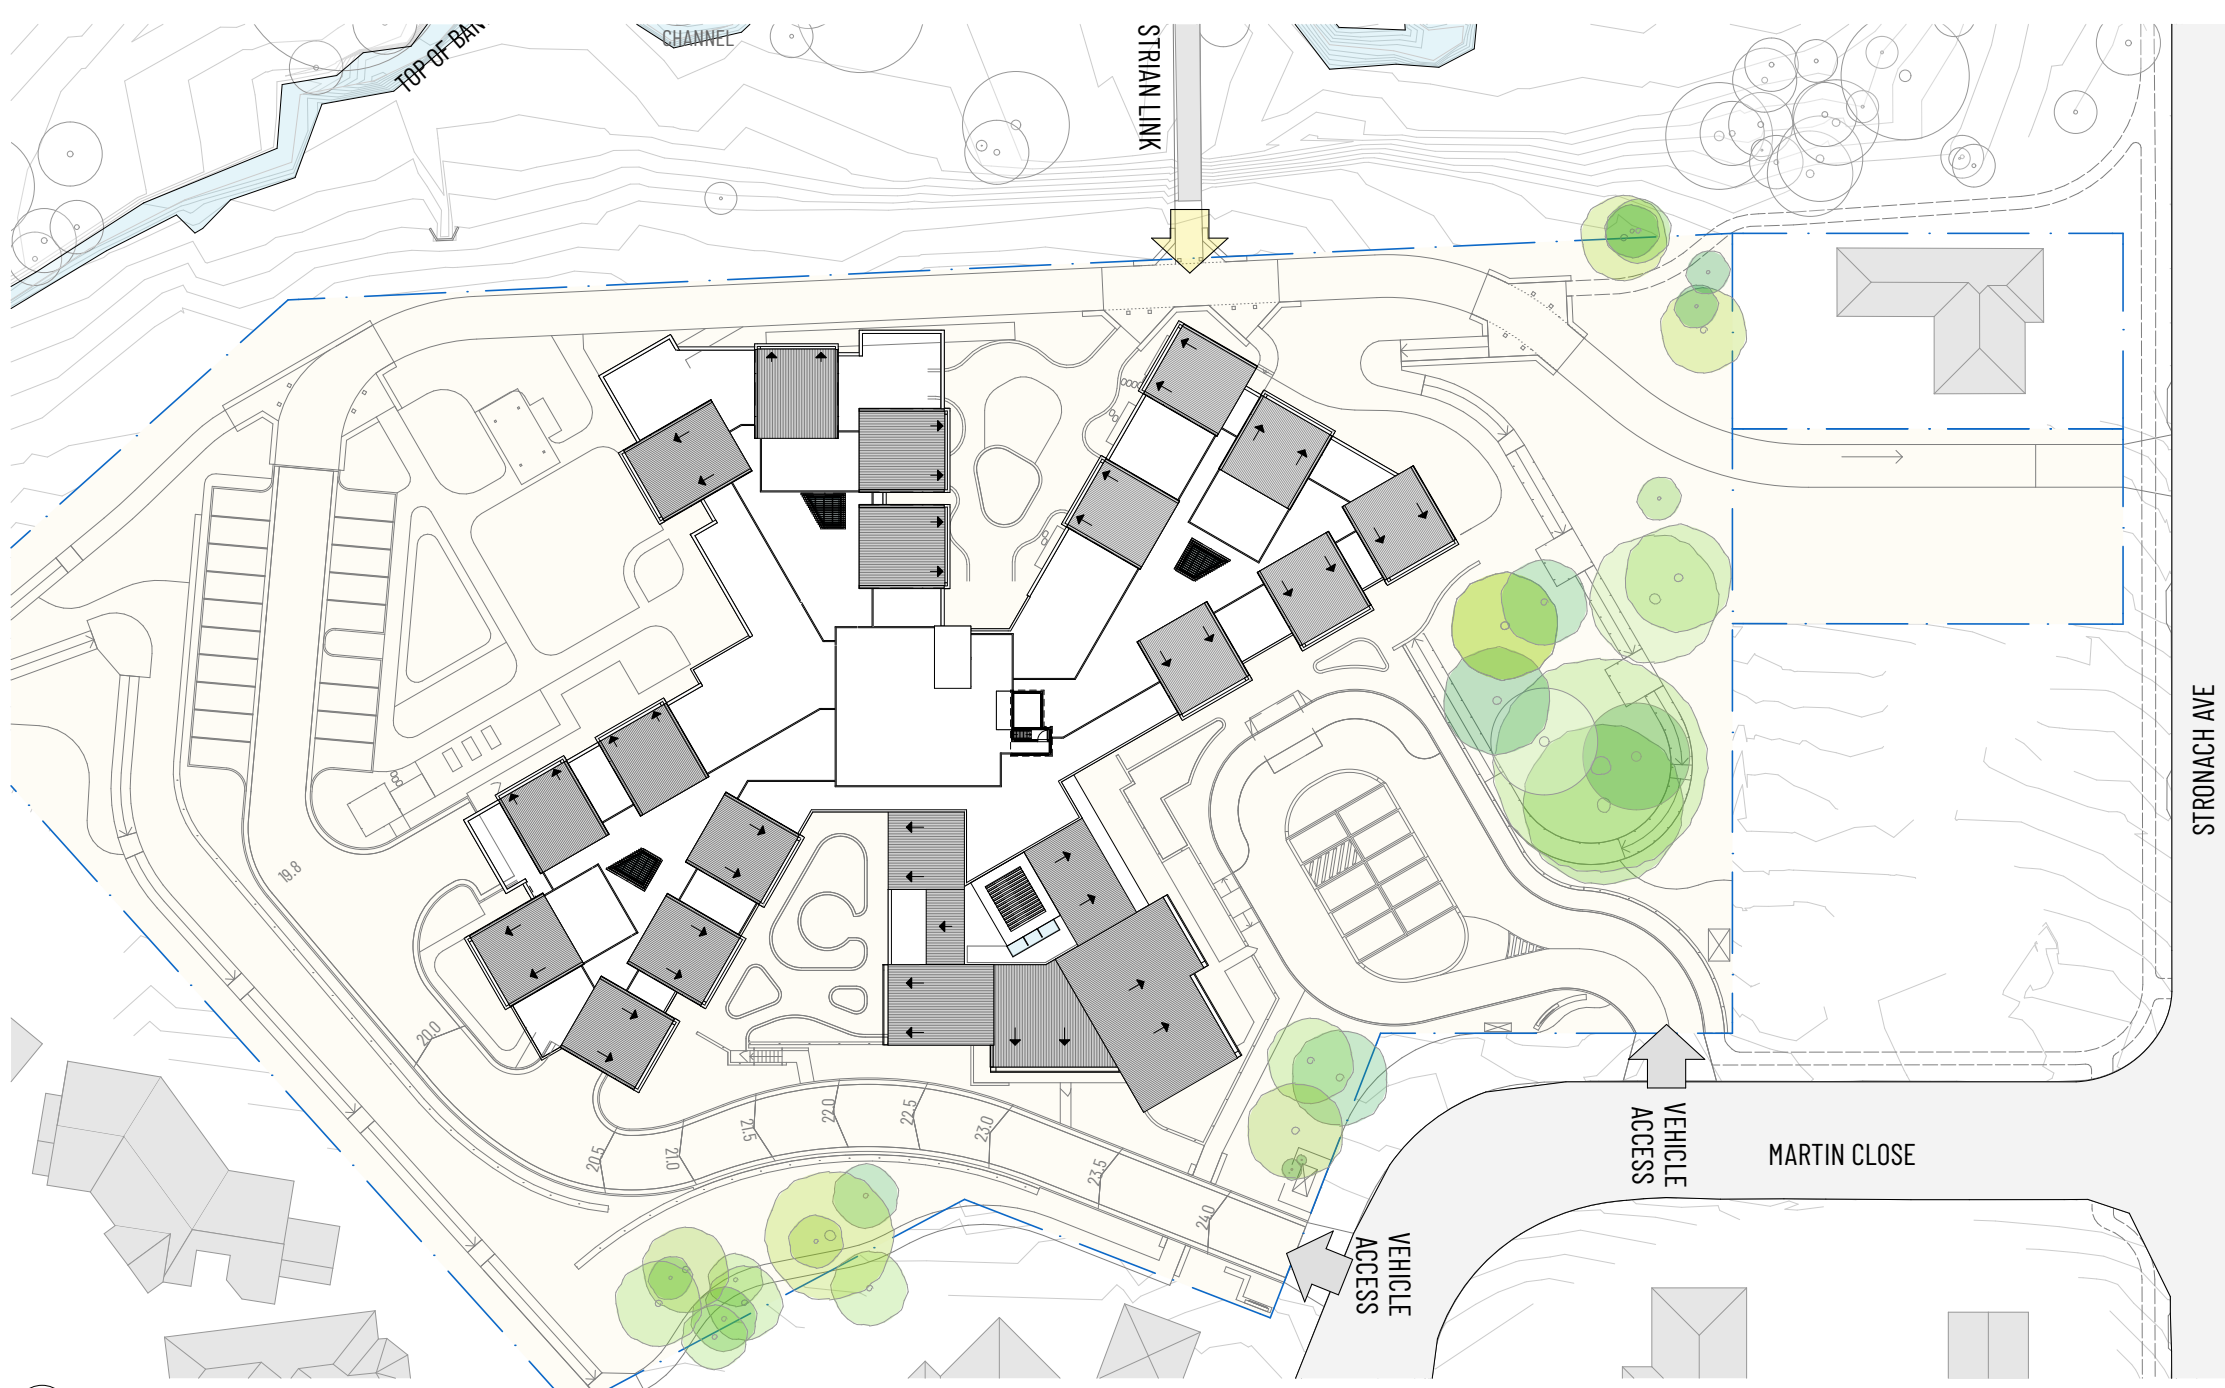 TOP OF BAN
CHANNEL
STRIAN LINK
STRONACH AVE
19.8
20.0
20.5
21.0
21.5
22.0
22.5
23.0
23.5
24.0
VEHICLE
ACCESS
MARTIN CLOSE
VEHICLE
ACCESS